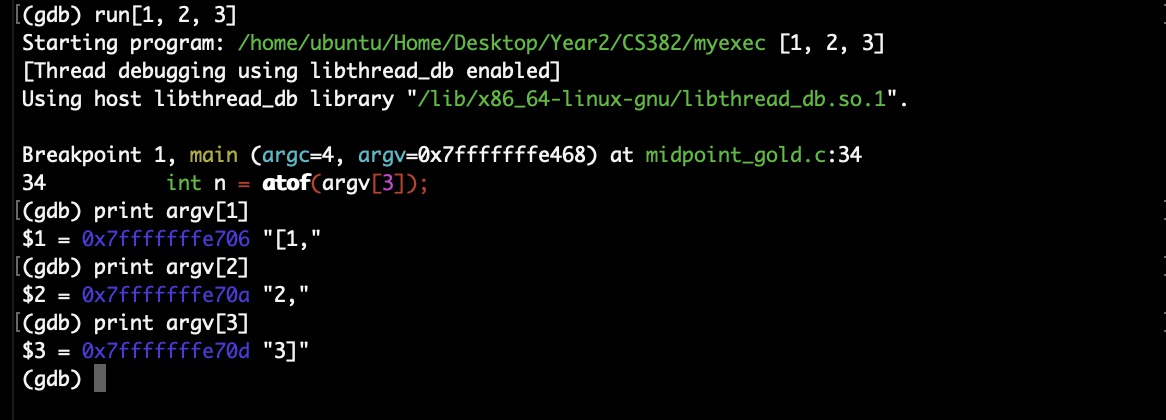 [(gdb) run[1, 2, 3]
Starting program: /home/ubuntu/Home/Desktop/Year2/CS382/myexec [1, 2, 3]
[Thread debugging using libthread_db enabled]
Using host libthread_db library "/lib/x86_64-linux-gnu/libthread_db.so.1".
Breakpoint 1, main (argc=4, argv=0x7fffffffe468) at midpoint_gold.c:34
34 int n = atof(argv[3]);
[(gdb) print argv[1]
$1 = 0x7fffffffe706 "[1,"
[(gdb) print argv[2]
$2 = 0x7fffffffe70a "2,"
[(gdb) print argv[3]
$3 = 0x7fffffffe70d "3]"
(gdb)